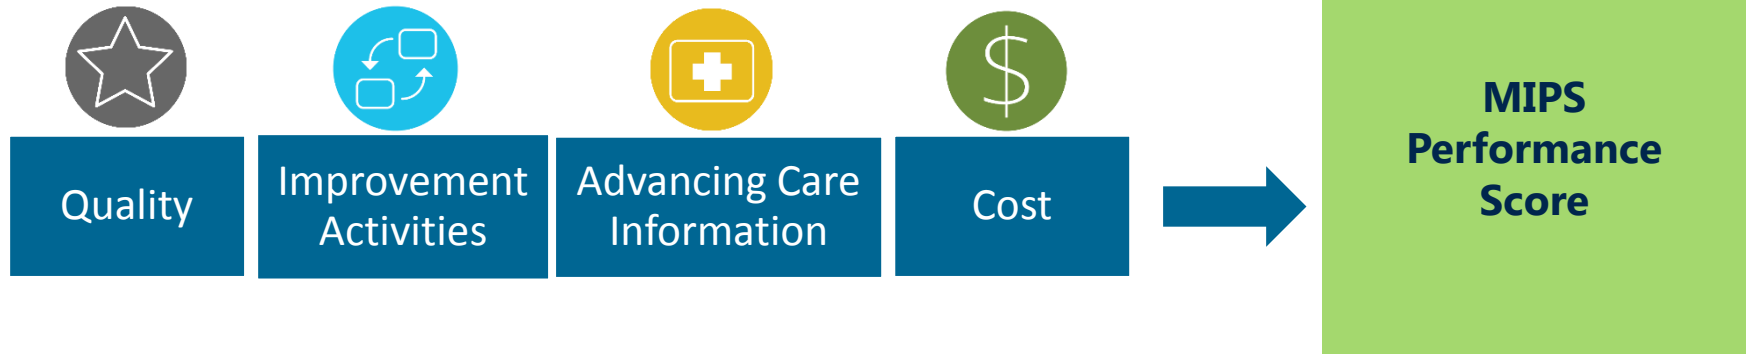 Quality
Improvement
Activities
Advancing Care
Information
Cost
MIPS
Performance
Score